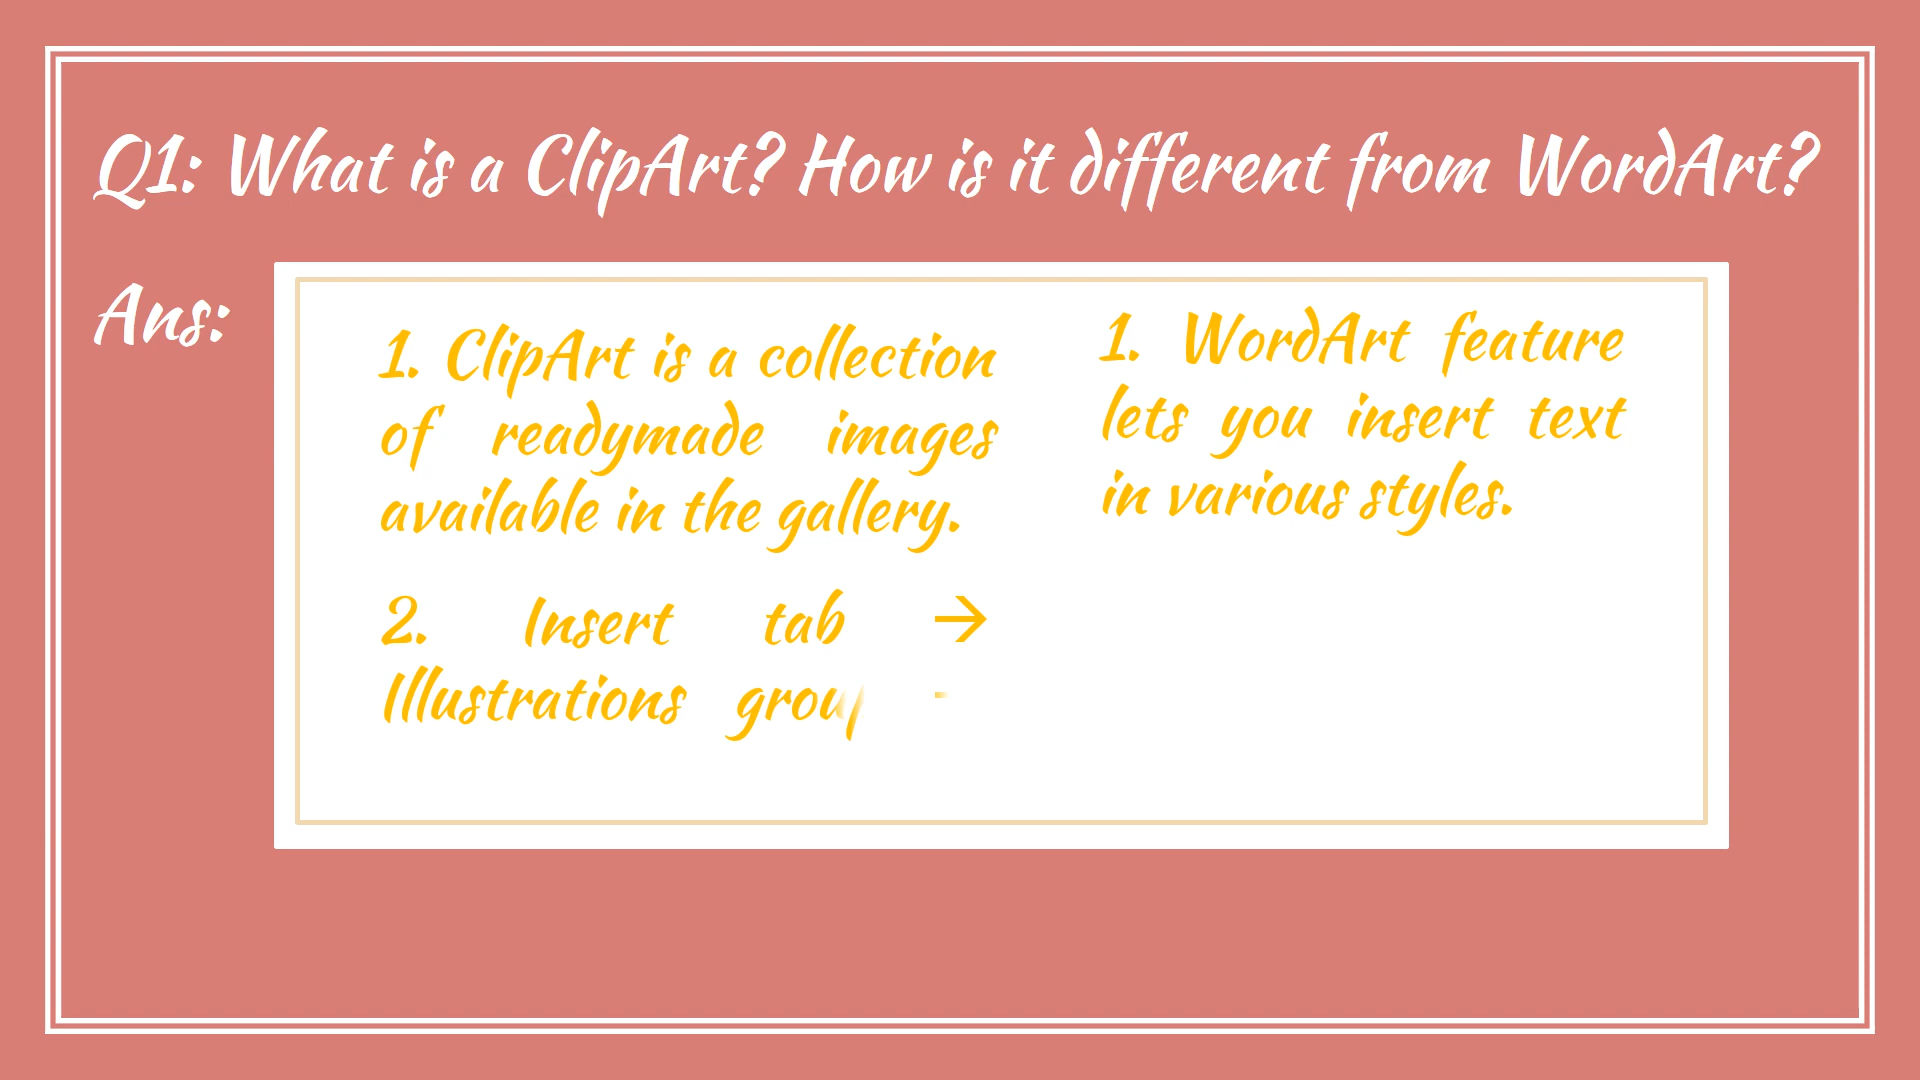 Q1: What is a ClipArt? How is it different from WordArt?
Ans:
1. ClipArt is a collection
of readymade images
available in the gallery.
2. Insert tab →
Illustrations group
1. WordArt feature
lets you insert text
in various styles.